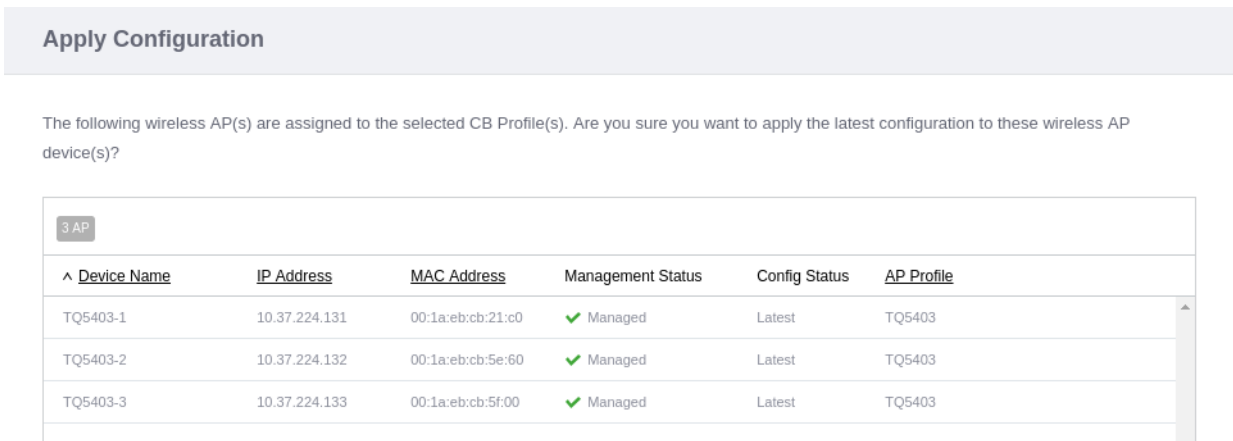 Apply Configuration
The following wireless AP(s) are assigned to the selected CB Profile(s). Are you sure you want to apply the latest configuration to these wireless AP
device(s)?
3 AP
^ Device Name IP Address MAC Address Management Status Config Status AP Profile
TQ5403-1 10.37.224.131 00:1a:eb:cb:21:c0 ✔ Managed Latest TQ5403
TQ5403-2 10.37.224.132 00:1a:eb:cb:5e:60 ✔ Managed Latest TQ5403
TQ5403-3 10.37.224.133 00:1a:eb:cb:5f:00 ✔ Managed Latest TQ5403